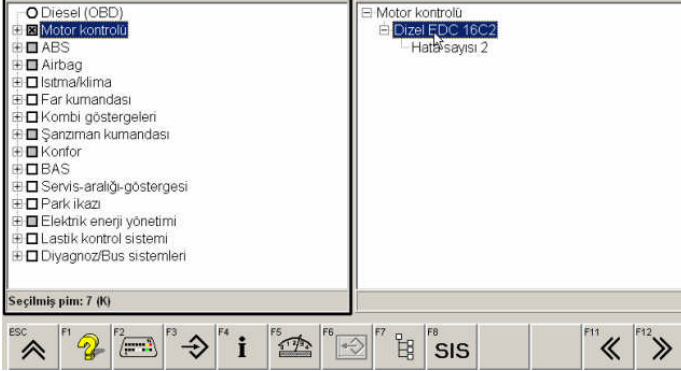 Diesel (OBD)
Motor kontrolü
ABS
Airbag
Isıtma/klima
Far kumandası
Kombi göstergeleri
Şanzıman kumandası
Konfor
BAS
Servis-aralığı-göstergesi
Park ikazı
Elektrik enerji yönetimi
Lastik kontrol sistemi
Diyagnoz/Bus sistemleri
Seçilmiş pim: 7 (K)
Motor kontrolü
Dizel EDC 16C2
Hata sayısı 2
ESC F1 F2 F3 F4 i F5 F6 F7 F8 SIS F11 F12